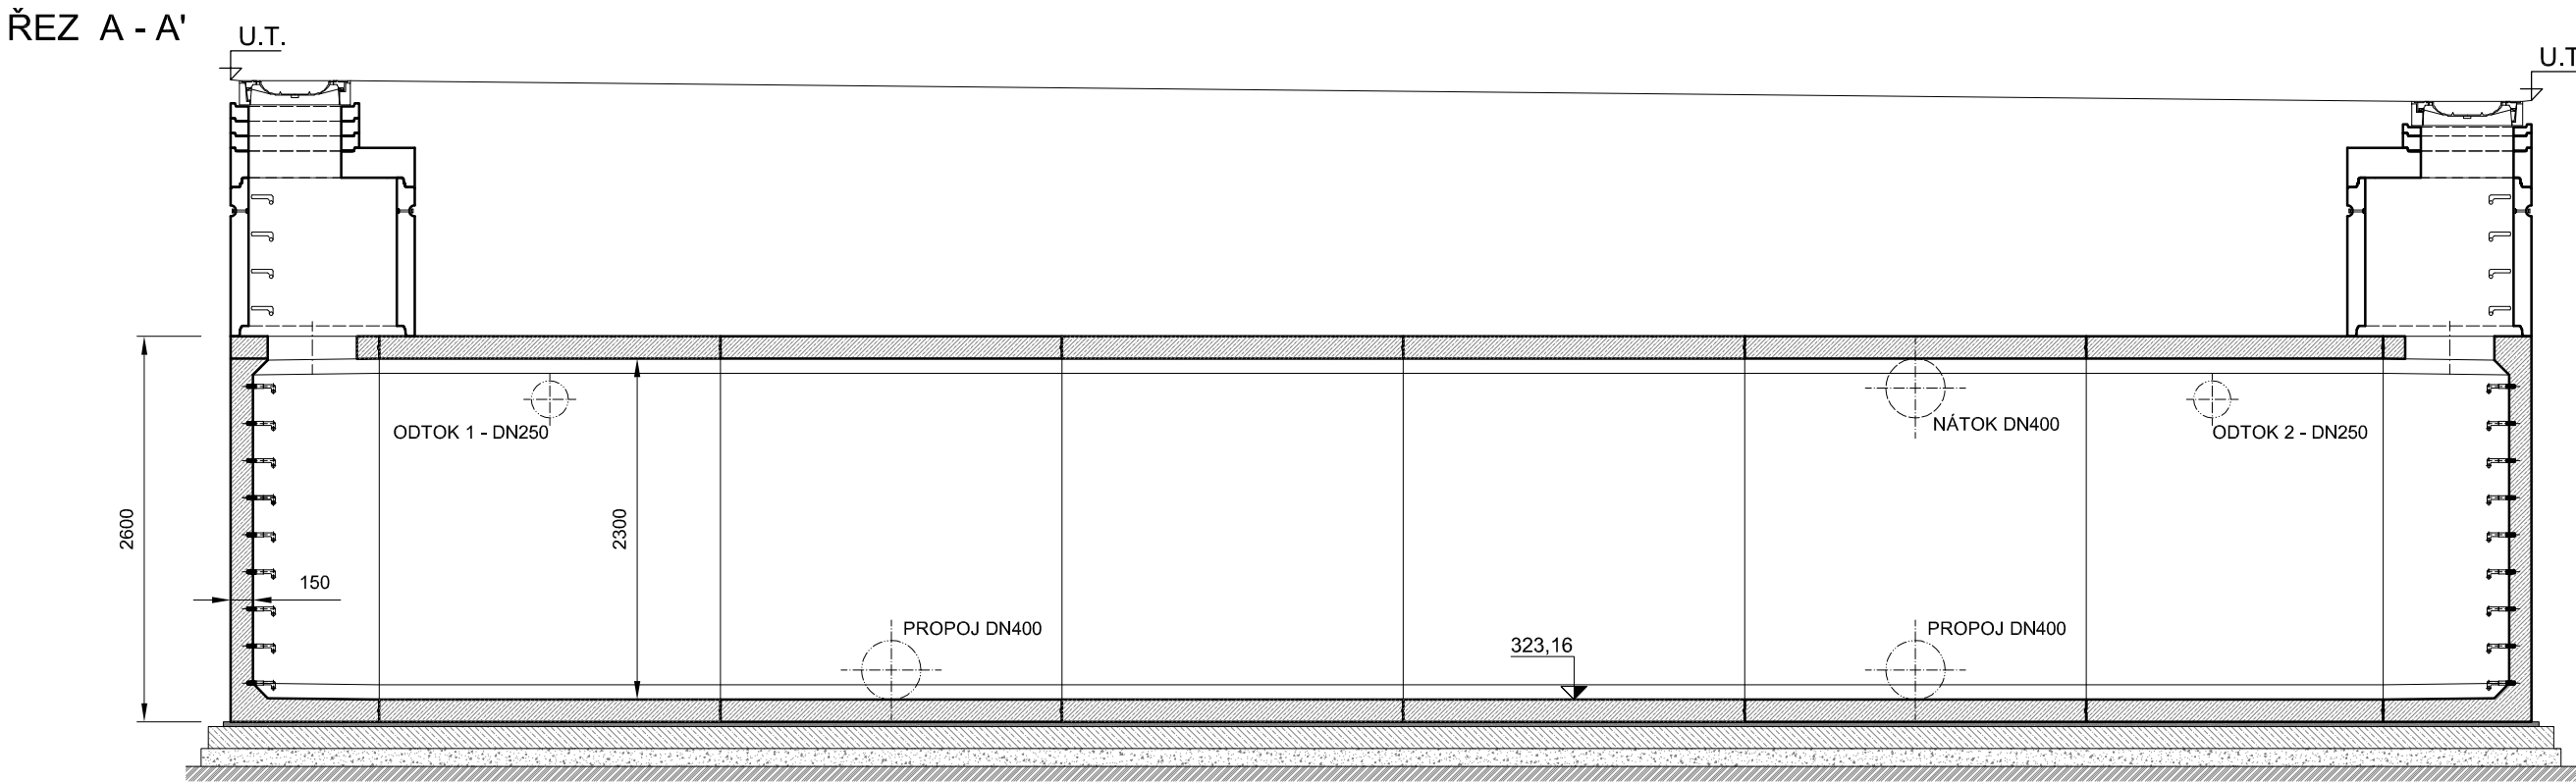 ŘEZ A - A'
U.T.
U.T
ODTOK 1 - DN250
NÁTOK DN400
ODTOK 2 - DN250
2600
2300
150
PROPOJ DN400
323,16
PROPOJ DN400